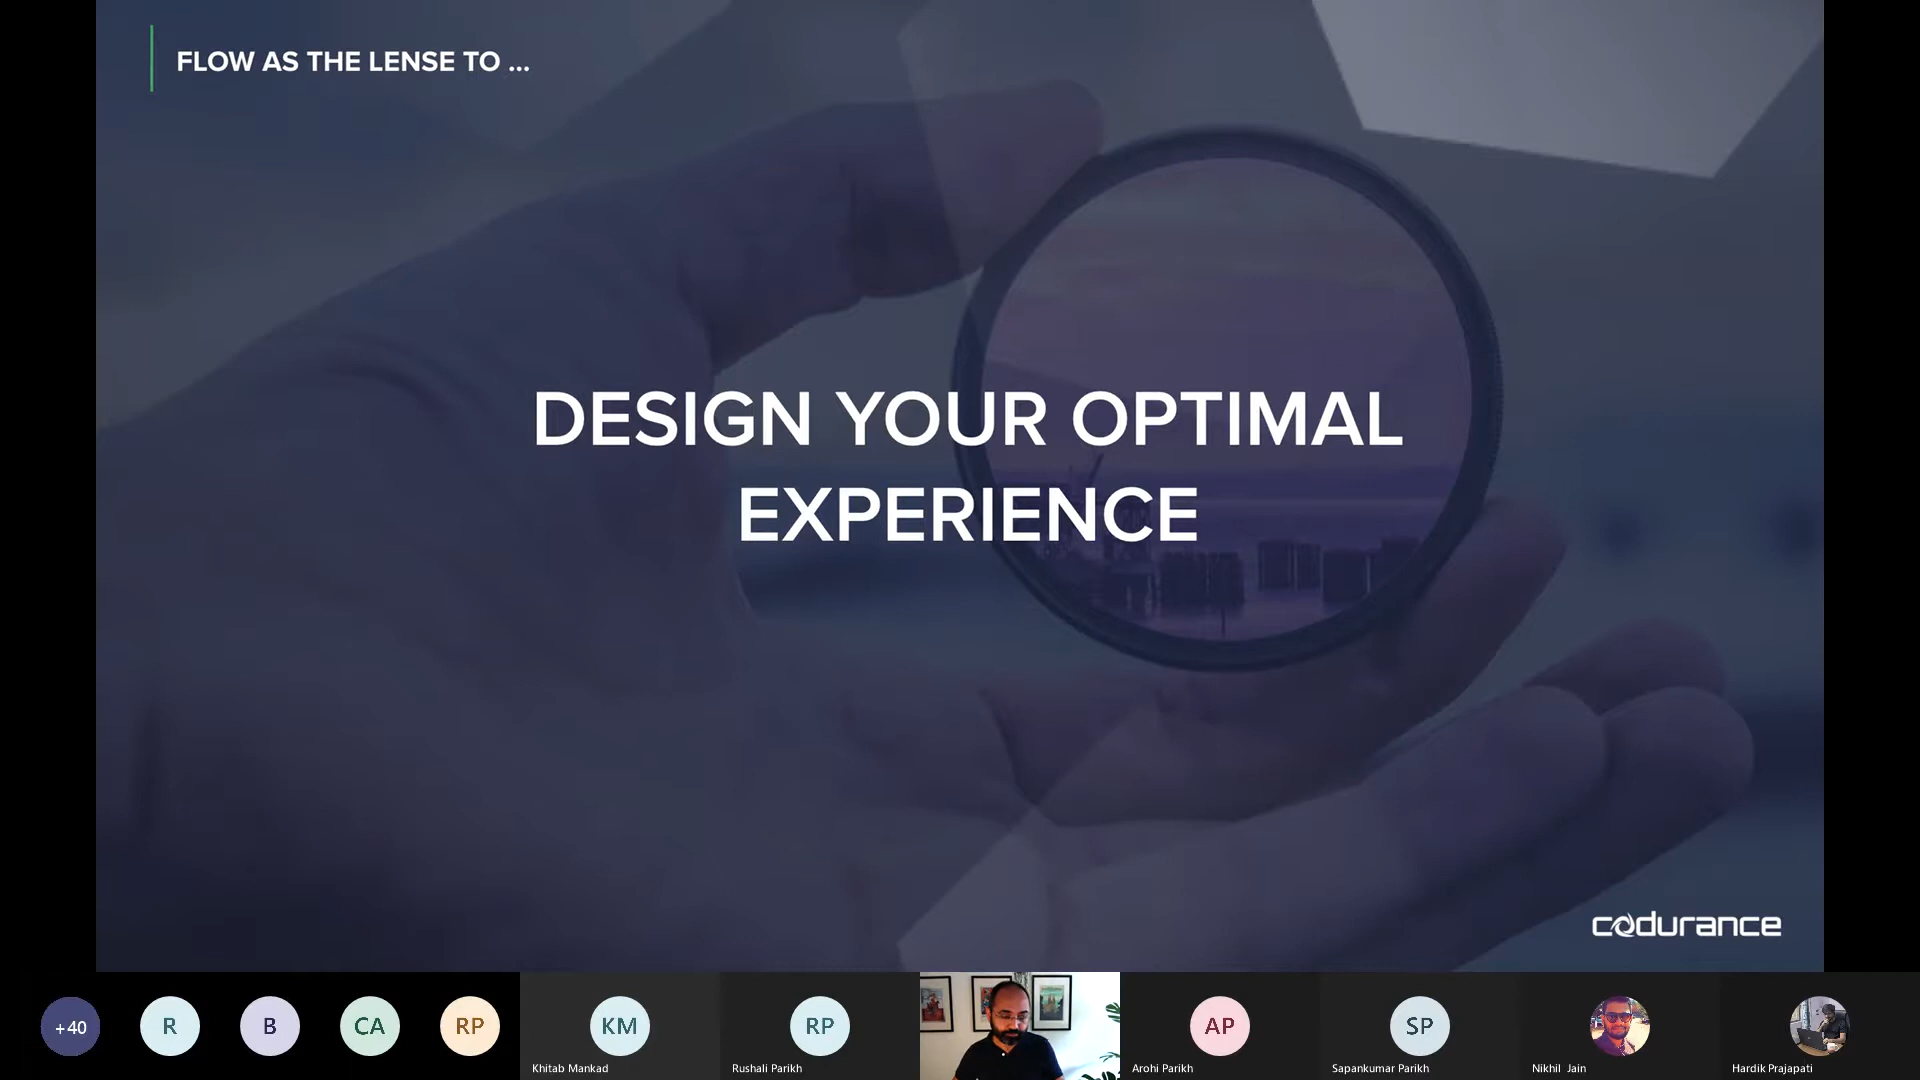 FLOW AS THE LENSE TO ...
DESIGN YOUR OPTIMAL
EXPERIENCE
codurance
+40
R
B
CA
RP
KM
RP
AP
SP
Khitab Mankad
Rushali Parikh
Arohi Parikh
Sapankumar Parikh
Nikhil Jain
Hardik Prajapati